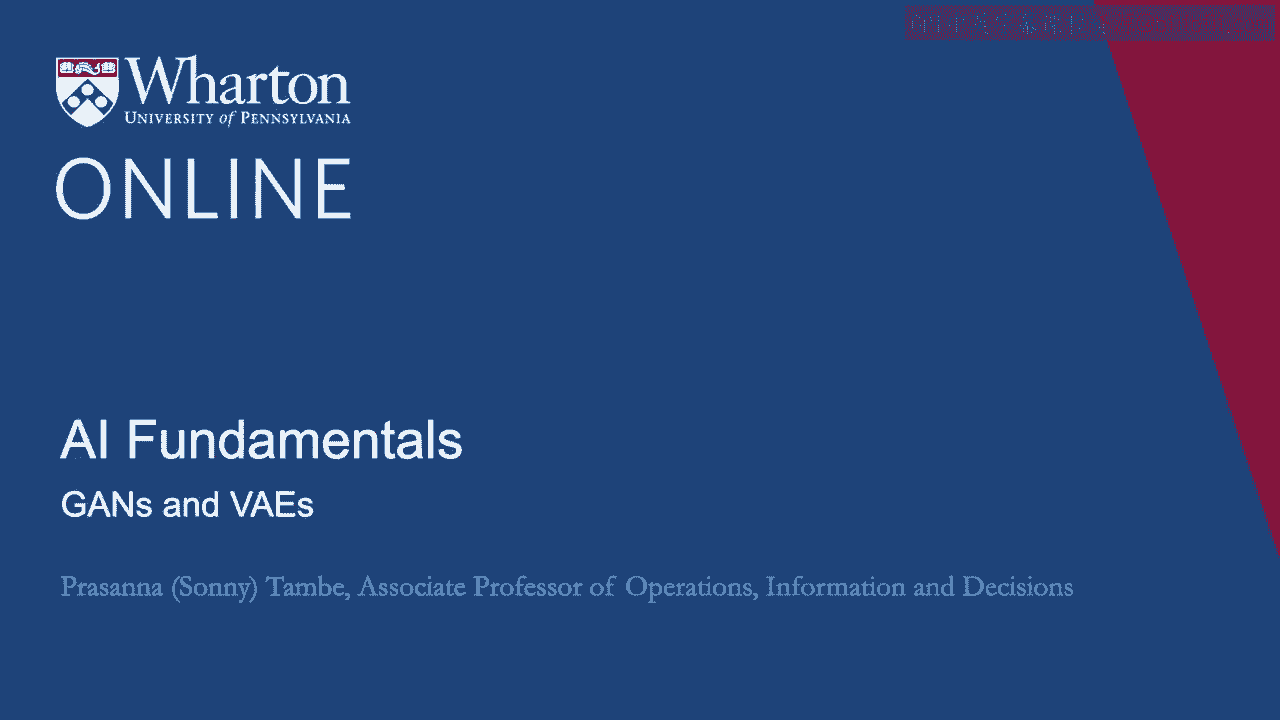 Wharton
UNIVERSITY of PENNSYLVANIA
ONLINE
AI Fundamentals
GANs and VAEs
Prasanna (Sonny) Tambe, Associate Professor of Operations, Information and Decisions